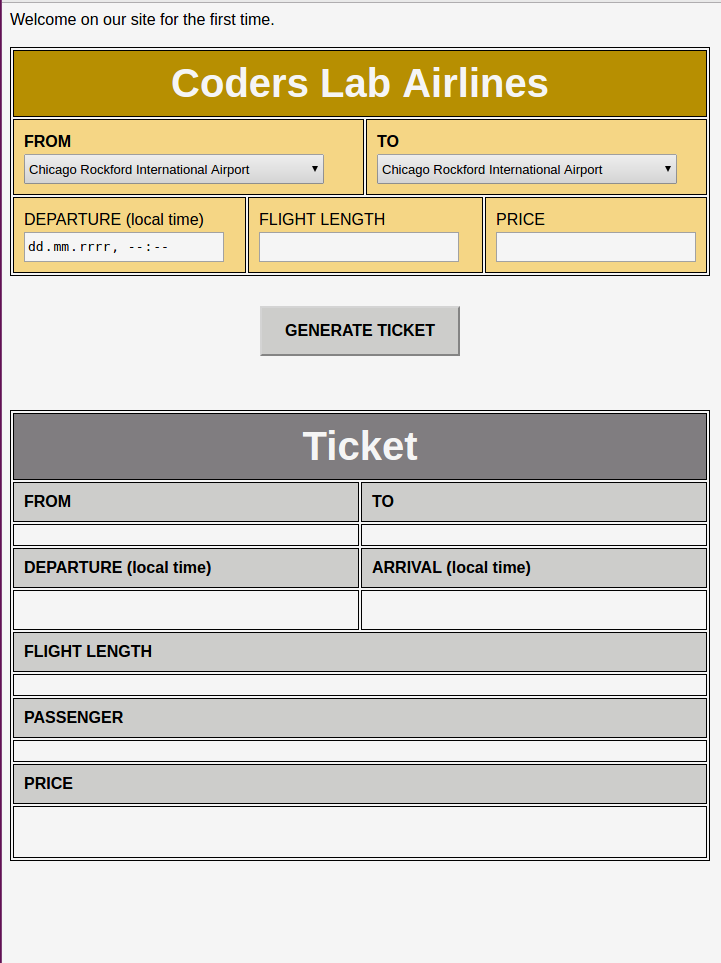 Welcome on our site for the first time.
Coders Lab Airlines
FROM TO
Chicago Rockford International Airport Chicago Rockford International Airport
DEPARTURE (local time) FLIGHT LENGTH PRICE
dd.mm.rrrr, --:--
GENERATE TICKET
Ticket
FROM TO
DEPARTURE (local time) ARRIVAL (local time)
FLIGHT LENGTH
PASSENGER
PRICE